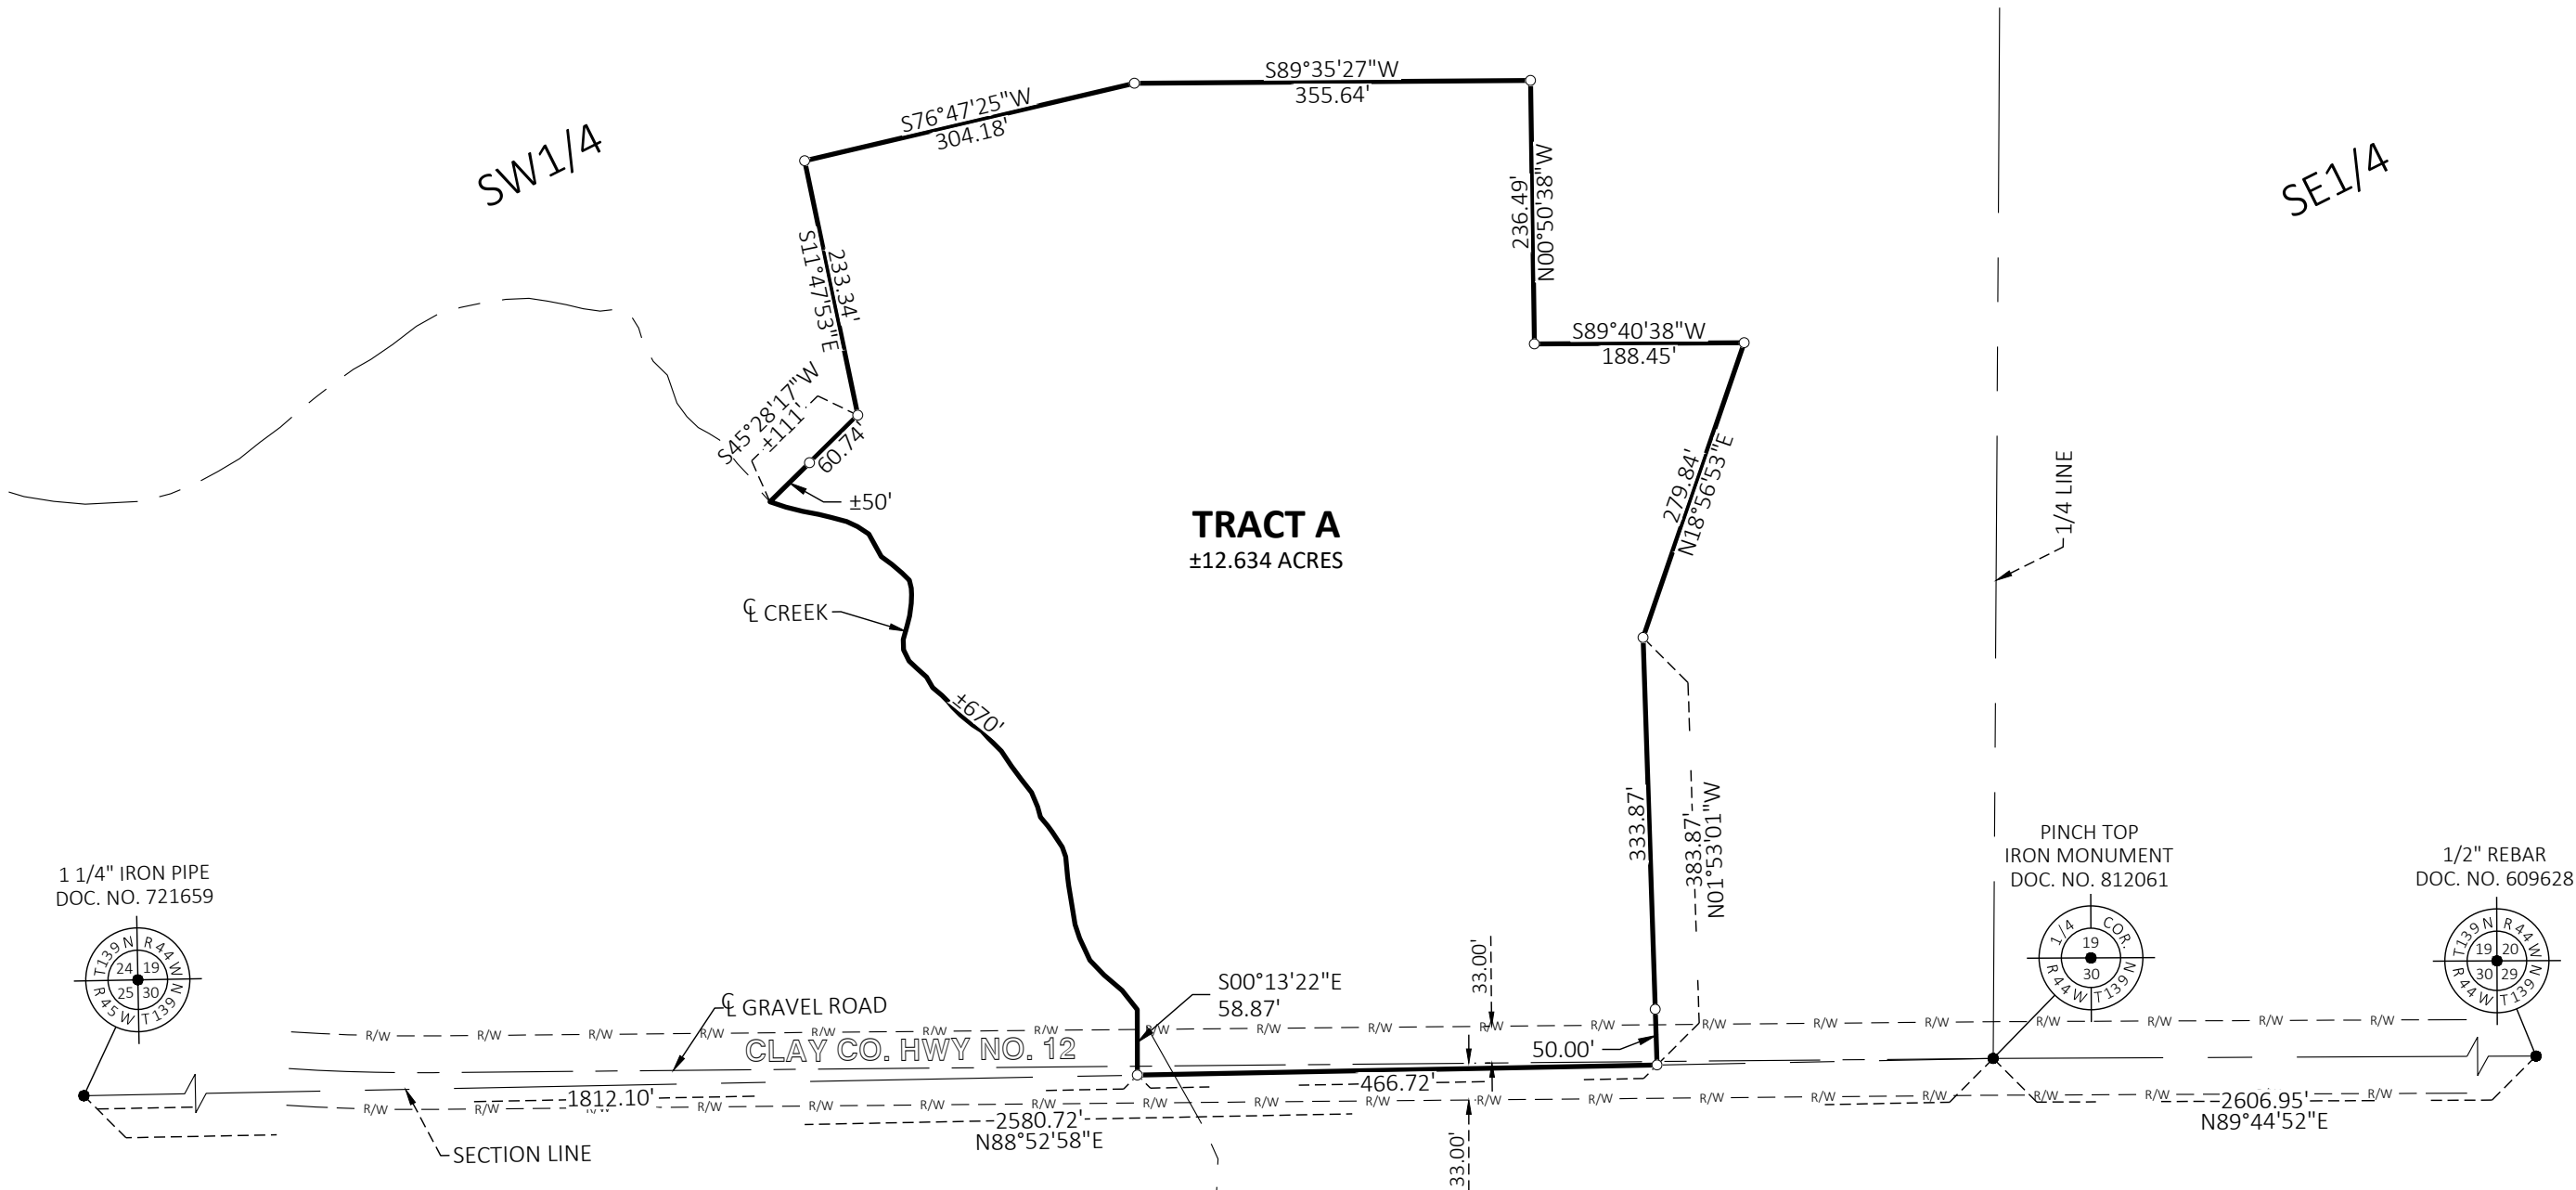 S89°35'27"W
355.64'
S76°47'25"W
304.18'
SW1/4
SE1/4
236.49'
N00°50'38"W
233.34'
S11°47'53"E
S89°40'38"W
188.45'
S45°28'17"W
±111'
60.74'
±50'
279.84'
N18°56'53"E
1/4 LINE
TRACT A
±12.634 ACRES
℄ CREEK
±670'
333.87'
383.87'
N01°53'01"W
PINCH TOP
IRON MONUMENT
DOC. NO. 812061
1/4 COR.
19
30
R44W T139N
1/2" REBAR
DOC. NO. 609628
T139N R44W
19 20
30 29
R44W T139N
1 1/4" IRON PIPE
DOC. NO. 721659
T139N R44W
24 19
25 30
R45W T139N
S00°13'22"E
58.87'
33.00'
℄ GRAVEL ROAD
R/W R/W R/W R/W R/W R/W R/W R/W R/W R/W R/W R/W R/W R/W R/W R/W R/W R/W R/W
CLAY CO. HWY NO. 12
50.00'
466.72'
1812.10'
R/W R/W R/W R/W R/W R/W R/W R/W R/W R/W R/W R/W R/W R/W R/W R/W R/W R/W R/W
2580.72'
N88°52'58"E
2606.95'
N89°44'52"E
33.00'
SECTION LINE